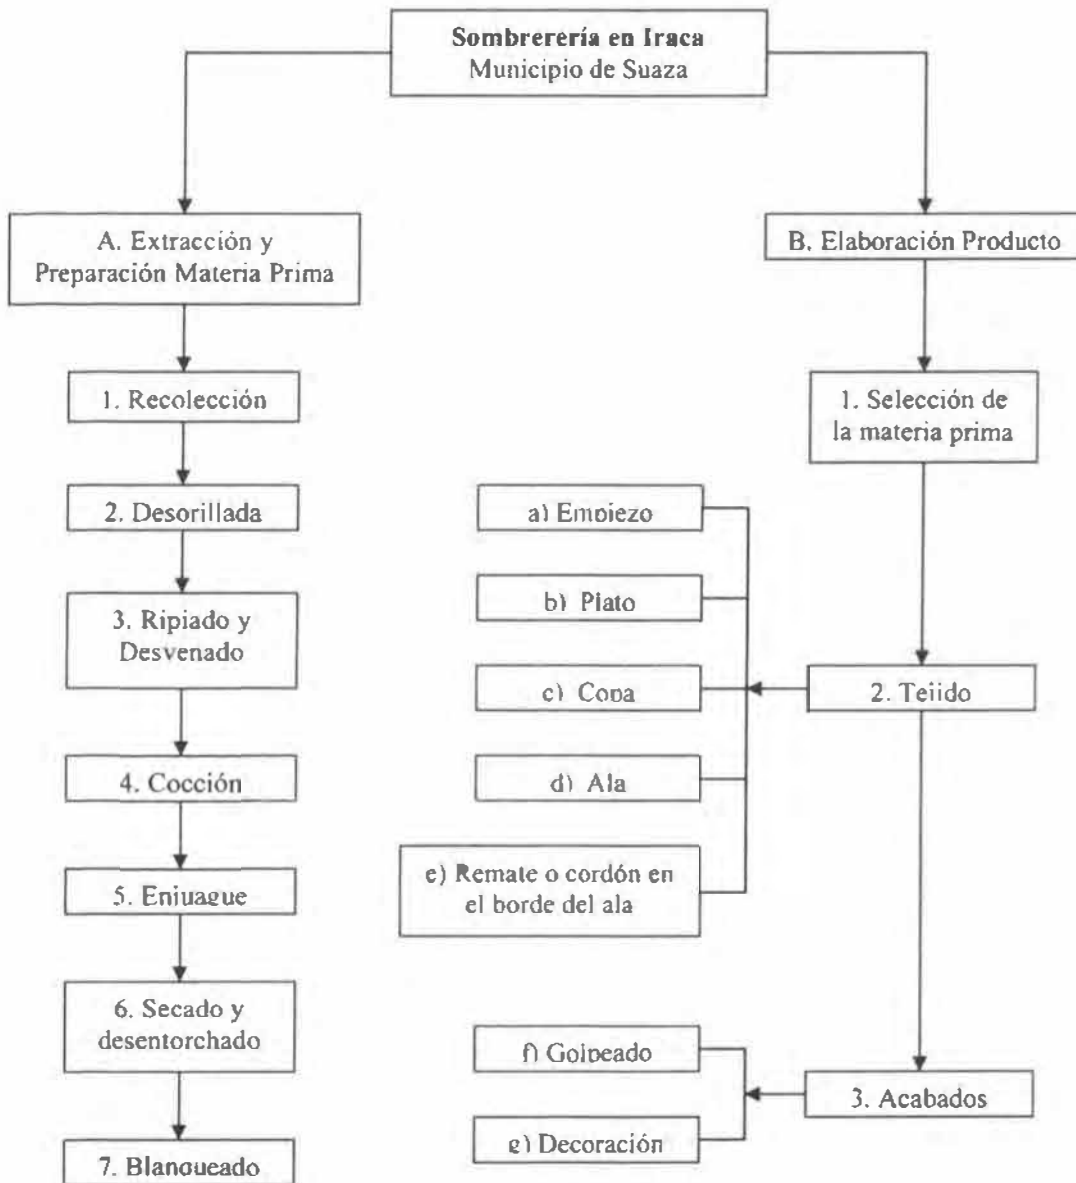 Sombrerería en Iraca
Municipio de Suaza
A. Extracción y
Preparación Materia Prima
1. Recolección
2. Desorillada
3. Ripiado y
Desvenado
4. Cocción
5. Enjuague
6. Secado y
desentorchado
7. Blanqueado
B. Elaboración Producto
1. Selección de
la materia prima
2. Tejido
a) Empiezo
b) Plato
c) Copa
d) Ala
e) Remate o cordón en
el borde del ala
3. Acabados
f) Golpeado
g) Decoración